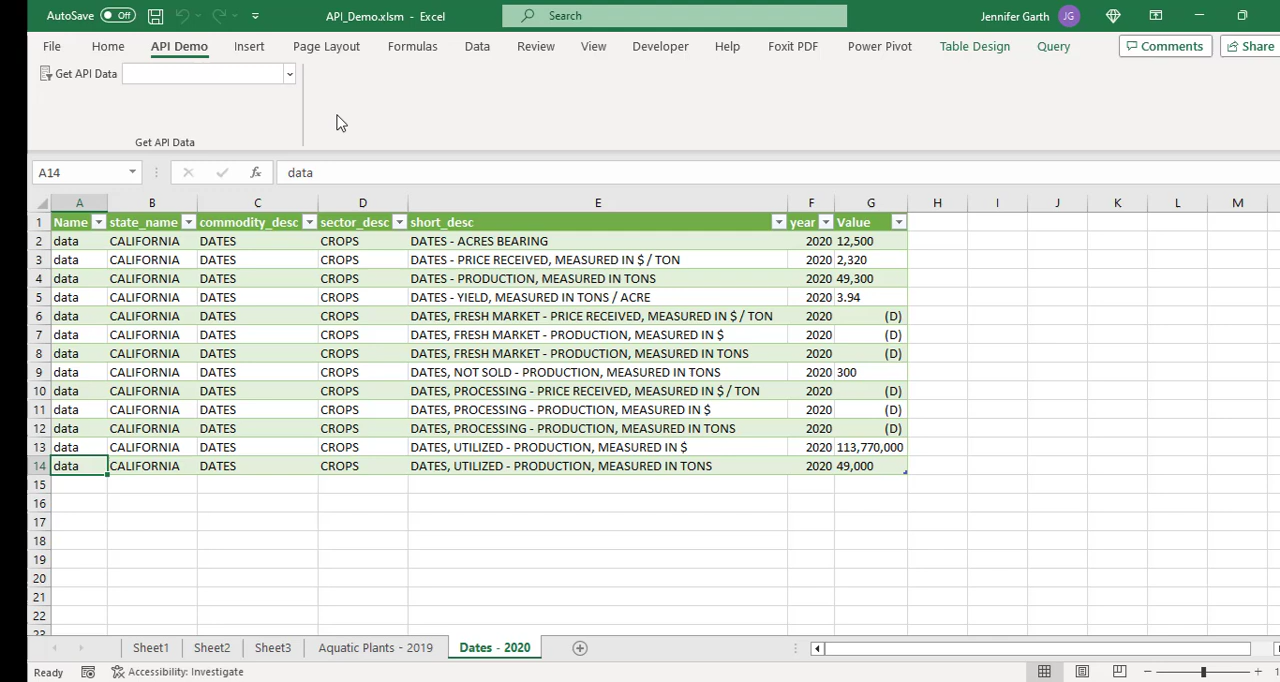 AutoSave Off API_Demo.xlsm - Excel Search Jennifer Garth JG
File Home API Demo Insert Page Layout Formulas Data Review View Developer Help Foxit PDF Power Pivot Table Design Query Comments Share
Get API Data
Get API Data
A14 fx data
A B C D E F G H I J K L M
1 Name state_name commodity_desc sector_desc short_desc year Value
2 data CALIFORNIA DATES CROPS DATES - ACRES BEARING 2020 12,500
3 data CALIFORNIA DATES CROPS DATES - PRICE RECEIVED, MEASURED IN $ / TON 2020 2,320
4 data CALIFORNIA DATES CROPS DATES - PRODUCTION, MEASURED IN TONS 2020 49,300
5 data CALIFORNIA DATES CROPS DATES - YIELD, MEASURED IN TONS / ACRE 2020 3.94
6 data CALIFORNIA DATES CROPS DATES, FRESH MARKET - PRICE RECEIVED, MEASURED IN $ / TON 2020 (D)
7 data CALIFORNIA DATES CROPS DATES, FRESH MARKET - PRODUCTION, MEASURED IN $ 2020 (D)
8 data CALIFORNIA DATES CROPS DATES, FRESH MARKET - PRODUCTION, MEASURED IN TONS 2020 (D)
9 data CALIFORNIA DATES CROPS DATES, NOT SOLD - PRODUCTION, MEASURED IN TONS 2020 300
10 data CALIFORNIA DATES CROPS DATES, PROCESSING - PRICE RECEIVED, MEASURED IN $ / TON 2020 (D)
11 data CALIFORNIA DATES CROPS DATES, PROCESSING - PRODUCTION, MEASURED IN $ 2020 (D)
12 data CALIFORNIA DATES CROPS DATES, PROCESSING - PRODUCTION, MEASURED IN TONS 2020 (D)
13 data CALIFORNIA DATES CROPS DATES, UTILIZED - PRODUCTION, MEASURED IN $ 2020 113,770,000
14 data CALIFORNIA DATES CROPS DATES, UTILIZED - PRODUCTION, MEASURED IN TONS 2020 49,000
15
16
17
18
19
20
21
22
23
Sheet1 Sheet2 Sheet3 Aquatic Plants - 2019 Dates - 2020
Ready Accessibility: Investigate